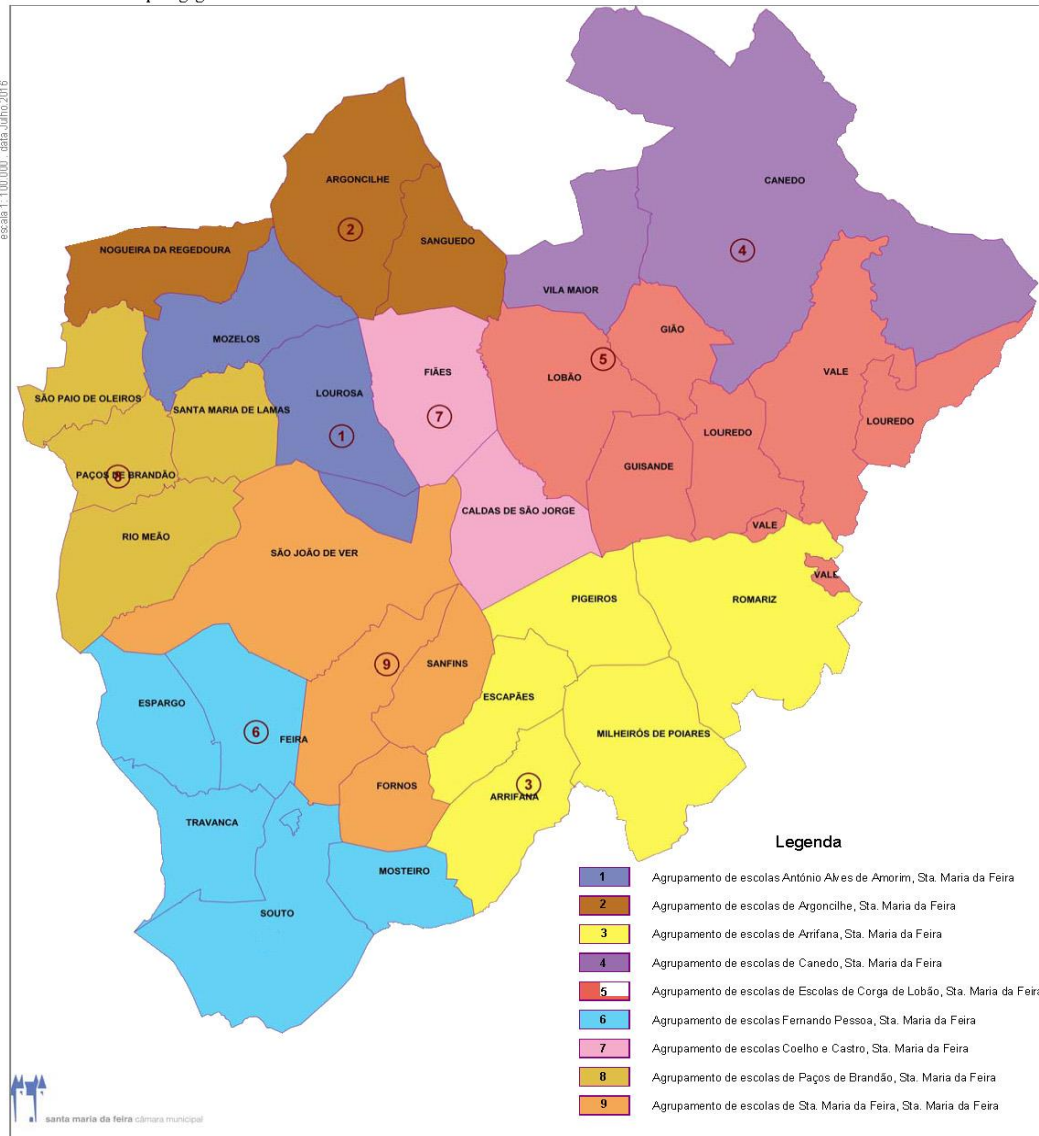 escala 1: 100.000 . data Julho.2016
CANEDO
ARGONCILHE
2
SANGUEDO
4
NOGUEIRA DA REGEDOURA
VILA MAIOR
GIÃO
MOZELOS
5
FIÃES
LOBÃO
VALE
LOUROSA
SÃO PAIO DE OLEIROS
SANTA MARIA DE LAMAS
7
LOUREDO
LOUREDO
1
GUISANDE
PAÇOS DE BRANDÃO
8
CALDAS DE SÃO JORGE
VALE
RIO MEÃO
SÃO JOÃO DE VER
VALE
PIGEIROS
ROMARIZ
9
SANFINS
ESCAPÃES
ESPARGO
6
FEIRA
MILHEIRÓS DE POIARES
FORNOS
3
ARRIFANA
TRAVANCA
MOSTEIRO
SOUTO
Legenda
1 Agrupamento de escolas António Alves de Amorim, Sta. Maria da Feira
2 Agrupamento de escolas de Argoncilhe, Sta. Maria da Feira
3 Agrupamento de escolas de Arrifana, Sta. Maria da Feira
4 Agrupamento de escolas de Canedo, Sta. Maria da Feira
5 Agrupamento de escolas de Escolas de Corga de Lobão, Sta. Maria da Feira
6 Agrupamento de escolas Fernando Pessoa, Sta. Maria da Feira
7 Agrupamento de escolas Coelho e Castro, Sta. Maria da Feira
8 Agrupamento de escolas de Paços de Brandão, Sta. Maria da Feira
9 Agrupamento de escolas de Sta. Maria da Feira, Sta. Maria da Feira
santa maria da feira câmara municipal